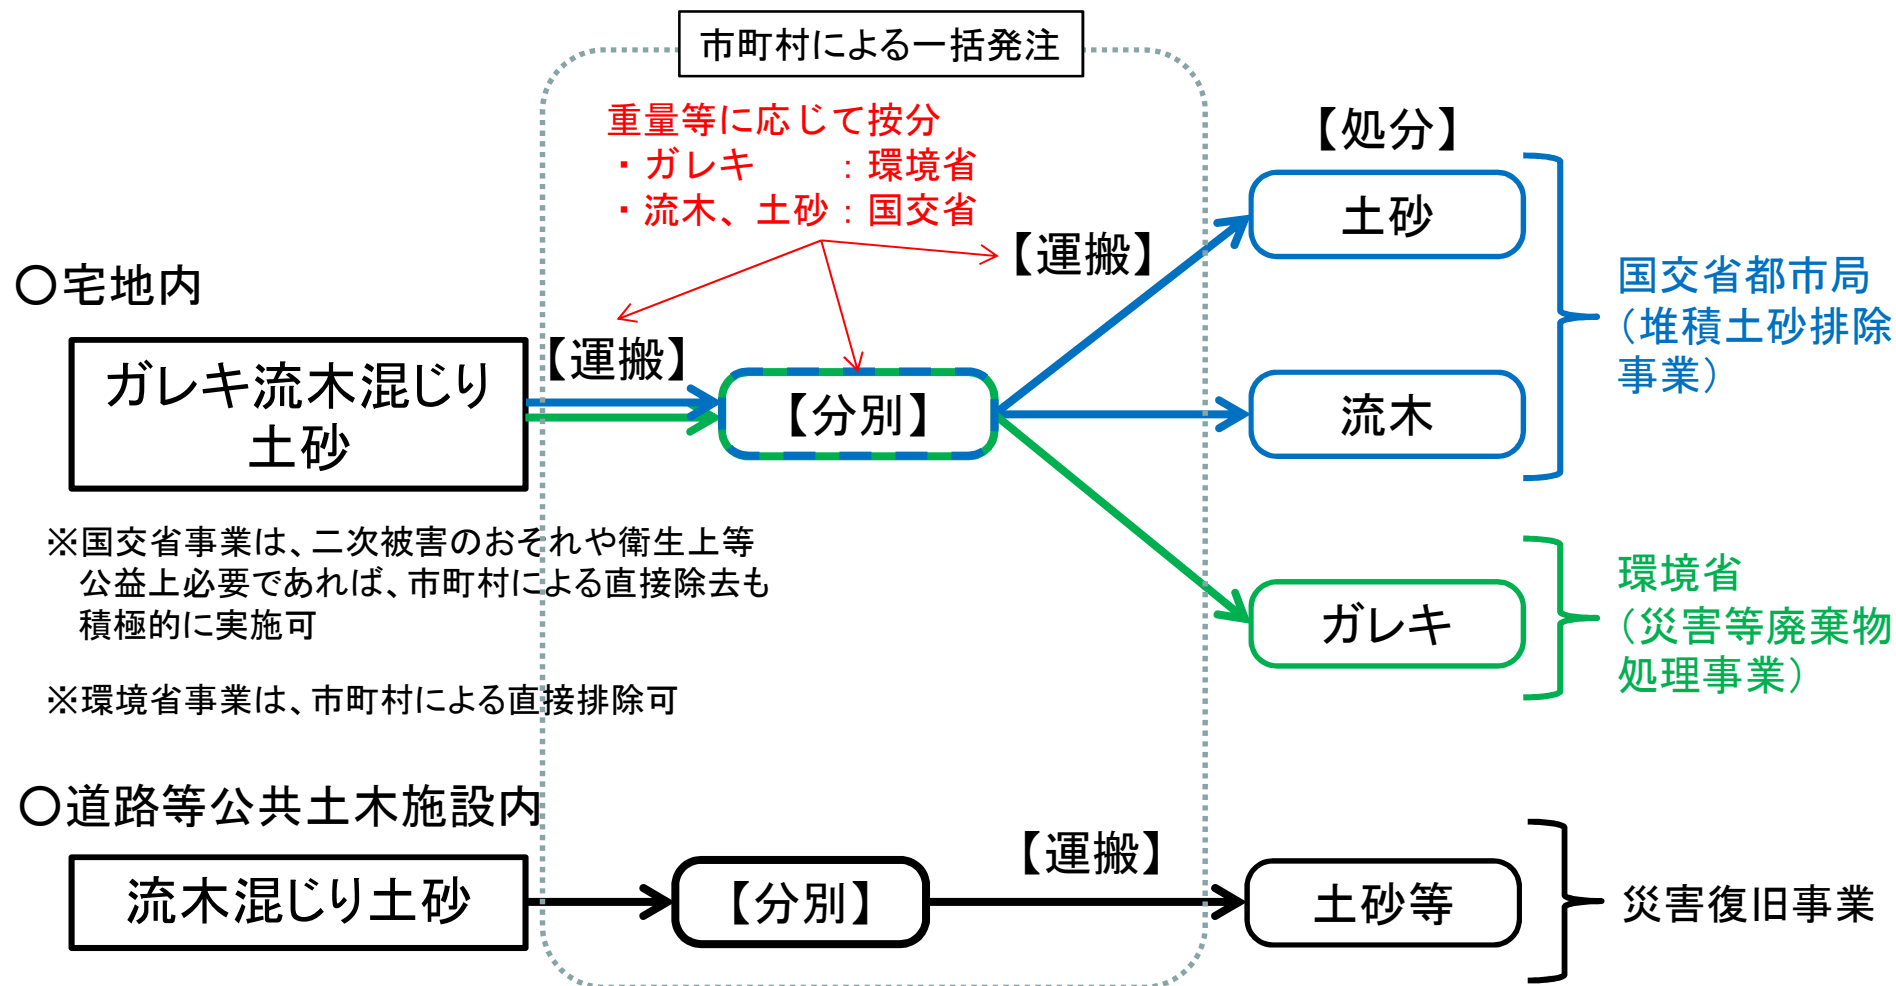 市町村による一括発注
重量等に応じて按分
・ガレキ　　：環境省
・流木、土砂：国交省
【処分】
【運搬】
土砂
○宅地内
国交省都市局
（堆積土砂排除
事業）
【運搬】
ガレキ流木混じり
土砂
【分別】
流木
※国交省事業は、二次被害のおそれや衛生上等
公益上必要であれば、市町村による直接除去も
積極的に実施可
ガレキ
環境省
（災害等廃棄物
処理事業）
※環境省事業は、市町村による直接排除可
○道路等公共土木施設内
【運搬】
流木混じり土砂
【分別】
土砂等
災害復旧事業